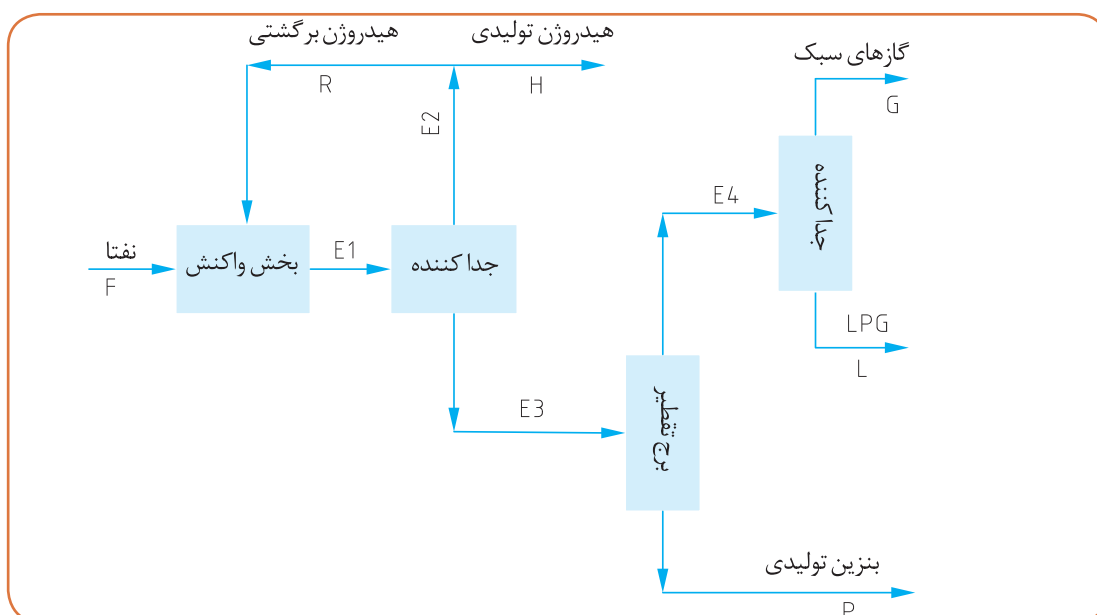 هیدروژن تولیدی
هیدروژن برگشتی
R
H
گازهای سبک
G
E2
جداکننده
E4
نفتا
F
بخش واکنش
E1
جداکننده
LPG
L
E3
برج تقطیر
بنزین تولیدی
P